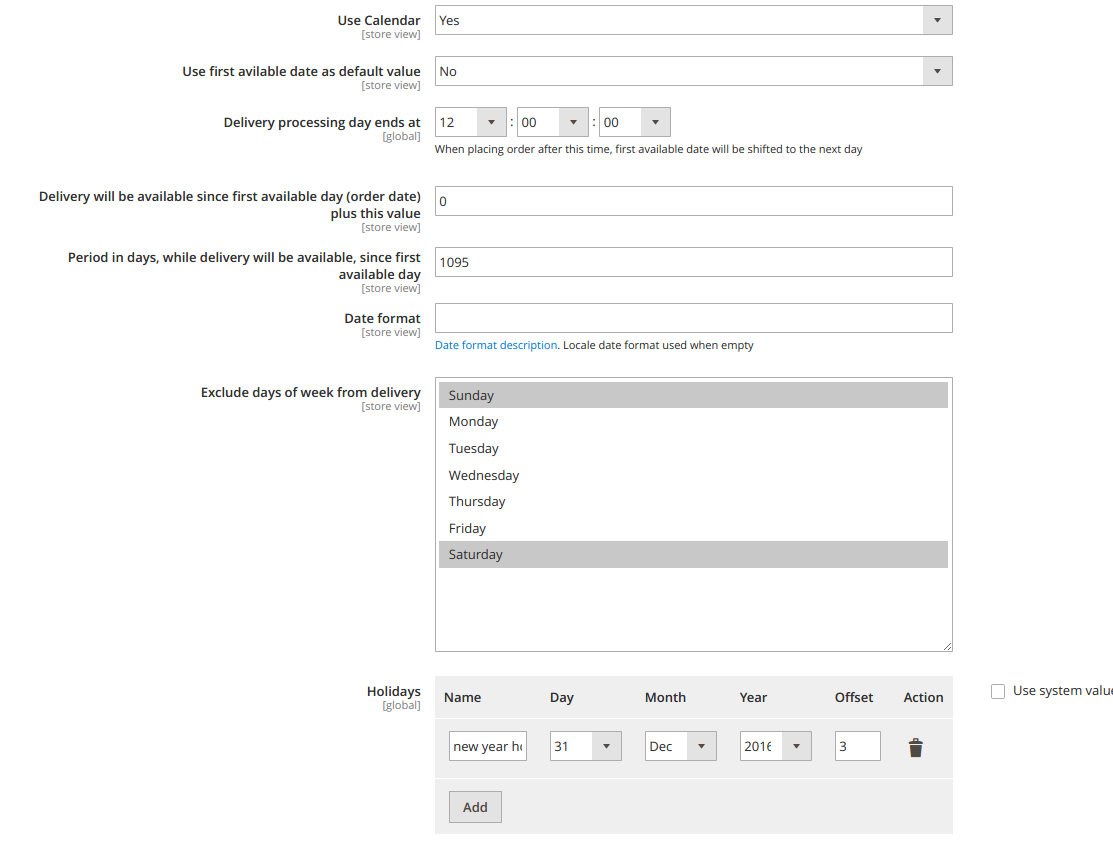 Use Calendar
[store view]
Yes
Use first avilable date as default value
[store view]
No
Delivery processing day ends at
[global]
12 : 00 : 00
When placing order after this time, first available date will be shifted to the next day
Delivery will be available since first available day (order date)
plus this value
[store view]
0
Period in days, while delivery will be available, since first
available day
[store view]
1095
Date format
[store view]
Date format description. Locale date format used when empty
Exclude days of week from delivery
[store view]
Sunday
Monday
Tuesday
Wednesday
Thursday
Friday
Saturday
Holidays
[global]
Name Day Month Year Offset Action
new year 31 Dec 2016 3
Add
Use system